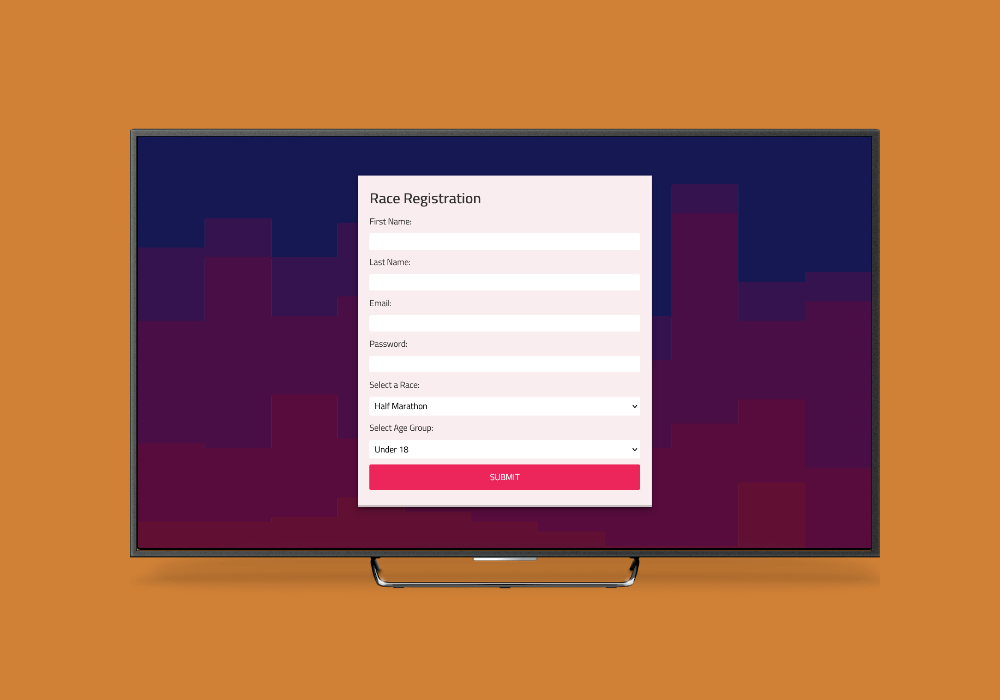 Race Registration
First Name:
Last Name:
Email:
Password:
Select a Race:
Half Marathon
Select Age Group:
Under 18
SUBMIT